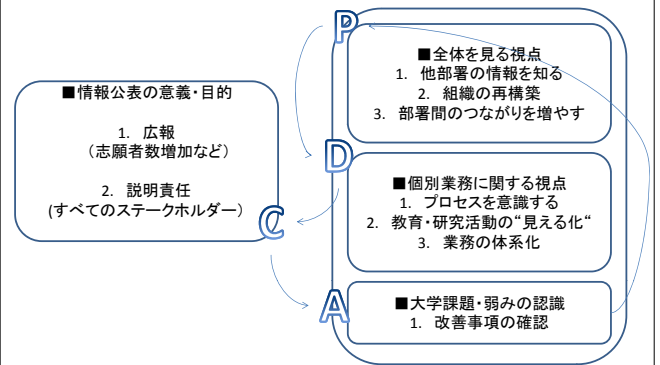 ■情報公表の意義・目的
1. 広報
（志願者数増加など）
2. 説明責任
(すべてのステークホルダー）
C
P
■全体を見る視点
1. 他部署の情報を知る
2. 組織の再構築
3. 部署間のつながりを増やす
D
■個別業務に関する視点
1. プロセスを意識する
2. 教育・研究活動の“見える化“
3. 業務の体系化
A
■大学課題・弱みの認識
1. 改善事項の確認